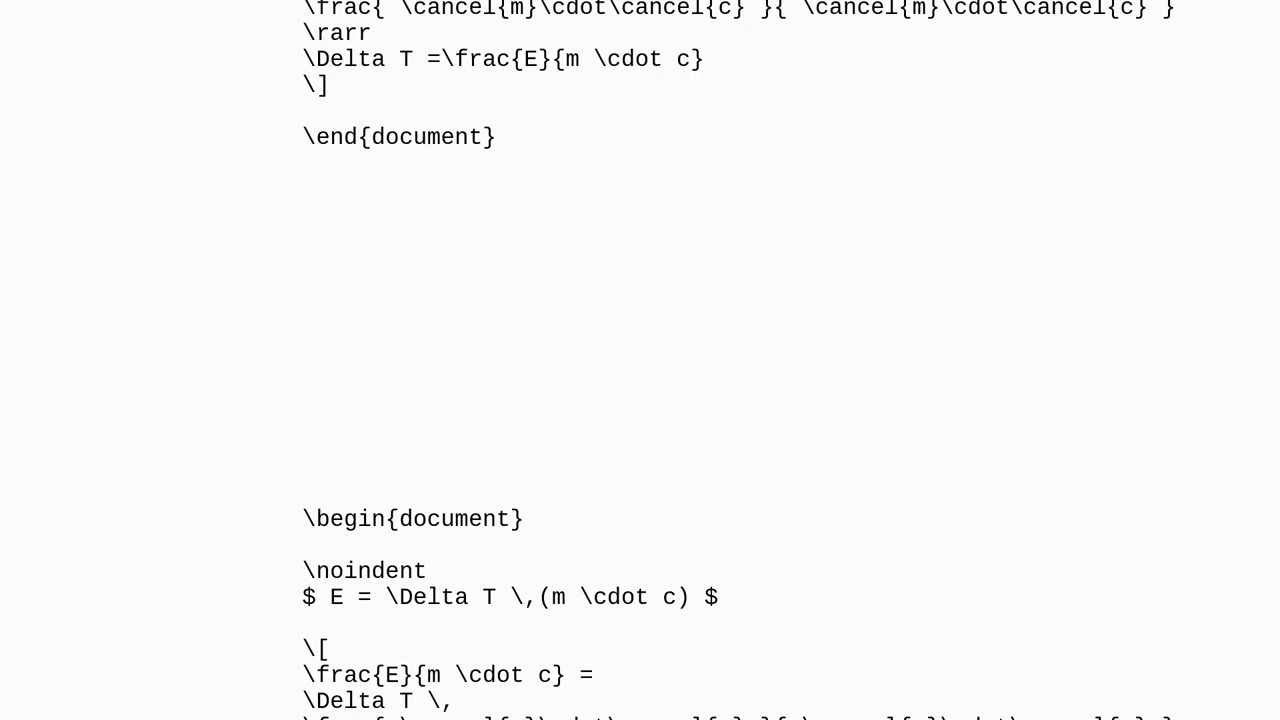 \frac{ \cancel{m}\cdot\cancel{c} }{ \cancel{m}\cdot\cancel{c} }
\rarr
\Delta T =\frac{E}{m \cdot c}
\]
\end{document}
\begin{document}
\noindent
$ E = \Delta T \,(m \cdot c) $
\[
\frac{E}{m \cdot c} =
\Delta T \,